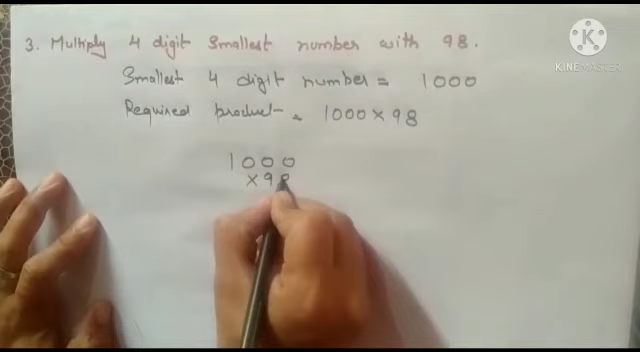 3. Multiply 4 digit smallest number with 98.
Smallest 4 digit number = 1000
Required product = 1000 × 98
1000
× 98
K
KINEMASTER